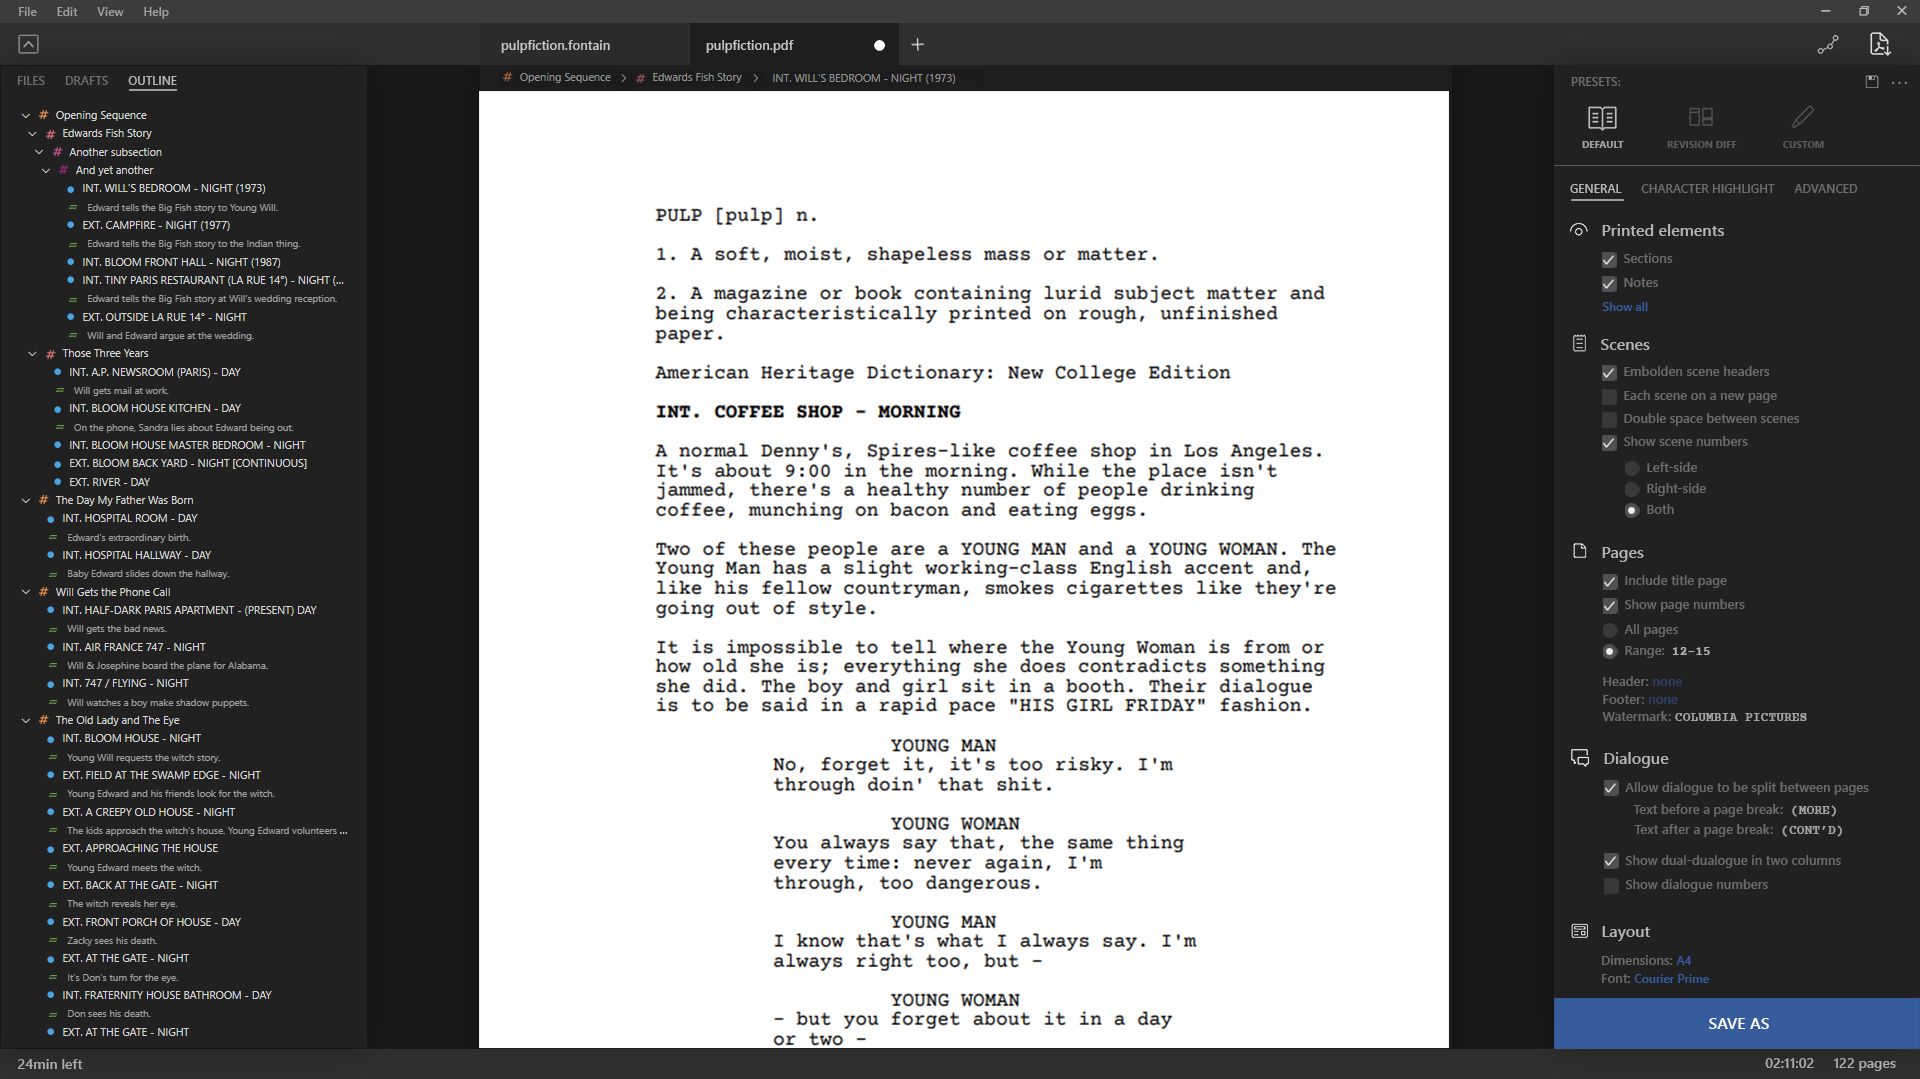 File Edit View Help
pulpfiction.fontain
pulpfiction.pdf
FILES DRAFTS OUTLINE
# Opening Sequence
# Edwards Fish Story
# Another subsection
# And yet another
INT. WILL'S BEDROOM - NIGHT (1973)
Edward tells the Big Fish story to Young Will.
EXT. CAMPFIRE - NIGHT (1977)
Edward tells the Big Fish story to the Indian thing.
INT. BLOOM FRONT HALL - NIGHT (1987)
INT. TINY PARIS RESTAURANT (LA RUE 14°) - NIGHT (...
Edward tells the Big Fish story at Will's wedding reception.
EXT. OUTSIDE LA RUE 14° - NIGHT
Will and Edward argue at the wedding.
# Those Three Years
INT. A.P. NEWSROOM (PARIS) - DAY
Will gets mail at work.
INT. BLOOM HOUSE KITCHEN - DAY
On the phone, Sandra lies about Edward being out.
INT. BLOOM HOUSE MASTER BEDROOM - NIGHT
EXT. BLOOM BACK YARD - NIGHT [CONTINUOUS]
EXT. RIVER - DAY
# The Day My Father Was Born
INT. HOSPITAL ROOM - DAY
Edward's extraordinary birth.
INT. HOSPITAL HALLWAY - DAY
Baby Edward slides down the hallway.
# Will Gets the Phone Call
INT. HALF-DARK PARIS APARTMENT - (PRESENT) DAY
Will gets the bad news.
INT. AIR FRANCE 747 - NIGHT
Will & Josephine board the plane for Alabama.
INT. 747 / FLYING - NIGHT
Will watches a boy make shadow puppets.
# The Old Lady and The Eye
INT. BLOOM HOUSE - NIGHT
Young Will requests the witch story.
EXT. FIELD AT THE SWAMP EDGE - NIGHT
Young Edward and his friends look for the witch.
EXT. A CREEPY OLD HOUSE - NIGHT
The kids approach the witch's house. Young Edward volunteers ...
EXT. APPROACHING THE HOUSE
Young Edward meets the witch.
EXT. BACK AT THE GATE - NIGHT
The witch reveals her eye.
EXT. FRONT PORCH OF HOUSE - DAY
Zacky sees his death.
EXT. AT THE GATE - NIGHT
It's Don's turn for the eye.
INT. FRATERNITY HOUSE BATHROOM - DAY
Don sees his death.
EXT. AT THE GATE - NIGHT
24min left
# Opening Sequence > # Edwards Fish Story > INT. WILL'S BEDROOM - NIGHT (1973)
PULP [pulp] n.
1. A soft, moist, shapeless mass or matter.
2. A magazine or book containing lurid subject matter and
being characteristically printed on rough, unfinished
paper.
American Heritage Dictionary: New College Edition
INT. COFFEE SHOP – MORNING
A normal Denny's, Spires-like coffee shop in Los Angeles.
It's about 9:00 in the morning. While the place isn't
jammed, there's a healthy number of people drinking
coffee, munching on bacon and eating eggs.
Two of these people are a YOUNG MAN and a YOUNG WOMAN. The
Young Man has a slight working-class English accent and,
like his fellow countryman, smokes cigarettes like they're
going out of style.
It is impossible to tell where the Young Woman is from or
how old she is; everything she does contradicts something
she did. The boy and girl sit in a booth. Their dialogue
is to be said in a rapid pace "HIS GIRL FRIDAY" fashion.
YOUNG MAN
No, forget it, it's too risky. I'm
through doin' that shit.
YOUNG WOMAN
You always say that, the same thing
every time: never again, I'm
through, too dangerous.
YOUNG MAN
I know that's what I always say. I'm
always right too, but –
YOUNG WOMAN
– but you forget about it in a day
or two –
PRESETS:
DEFAULT REVISION DIFF CUSTOM
GENERAL CHARACTER HIGHLIGHT ADVANCED
Printed elements
Sections
Notes
Show all
Scenes
Embolden scene headers
Each scene on a new page
Double space between scenes
Show scene numbers
Left-side
Right-side
Both
Pages
Include title page
Show page numbers
All pages
Range: 12-15
Header: none
Footer: none
Watermark: COLUMBIA PICTURES
Dialogue
Allow dialogue to be split between pages
Text before a page break: (MORE)
Text after a page break: (CONT'D)
Show dual-dialogue in two columns
Show dialogue numbers
Layout
Dimensions: A4
Font: Courier Prime
SAVE AS
02:11:02 122 pages